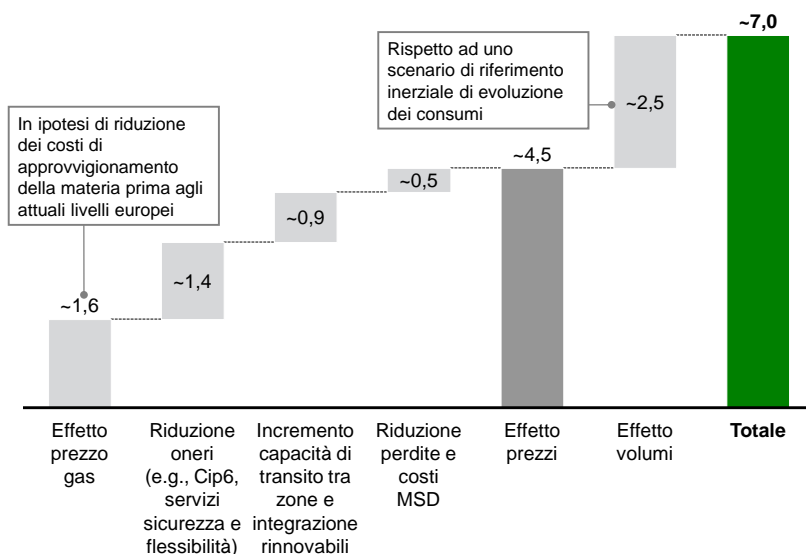 ~7,0
Rispetto ad uno
scenario di riferimento
inerziale di evoluzione
dei consumi
~2,5
In ipotesi di riduzione
dei costi di
approvvigionamento
della materia prima agli
attuali livelli europei
~4,5
~0,5
~0,9
~1,4
~1,6
Effetto
prezzo
gas
Riduzione
oneri
(e.g., Cip6,
servizi
sicurezza e
flessibilità)
Incremento
capacità di
transito tra
zone e
integrazione
rinnovabili
Riduzione
perdite e
costi
MSD
Effetto
prezzi
Effetto
volumi
Totale